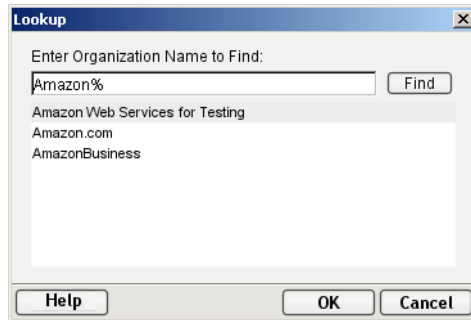 Lookup
Enter Organization Name to Find:
Amazon%
Find
Amazon Web Services for Testing
Amazon.com
AmazonBusiness
Help
OK
Cancel